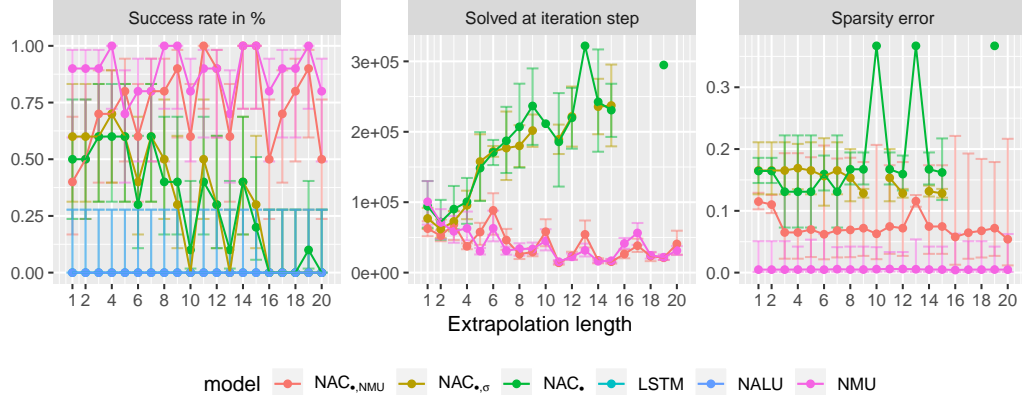 Success rate in %
Solved at iteration step
Sparsity error
1.00
0.75
0.50
0.25
0.00
3e+05
2e+05
1e+05
0e+00
0.3
0.2
0.1
0.0
1 2 4 6 8 10 12 14 16 18 20
1 2 4 6 8 10 12 14 16 18 20
1 2 4 6 8 10 12 14 16 18 20
Extrapolation length
model NAC•,NMU NAC•,σ NAC• LSTM NALU NMU